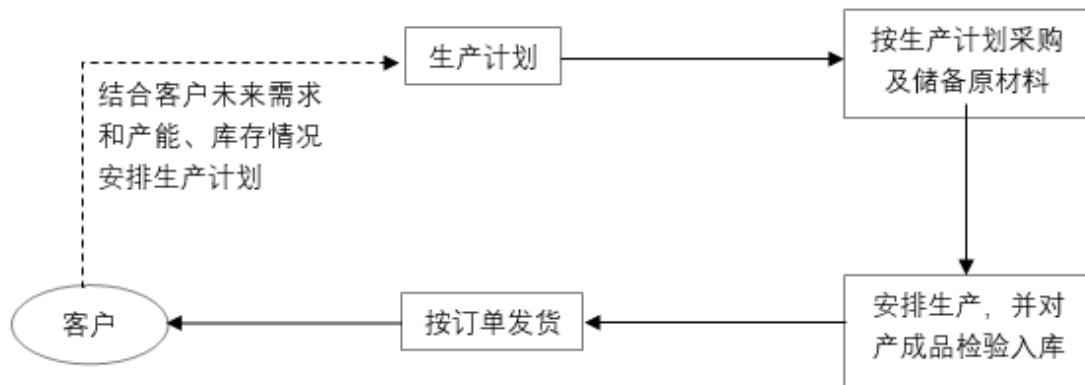 生产计划
按生产计划采购
及储备原材料
结合客户未来需求
和产能、库存情况
安排生产计划
客户
按订单发货
安排生产，并对
产成品检验入库